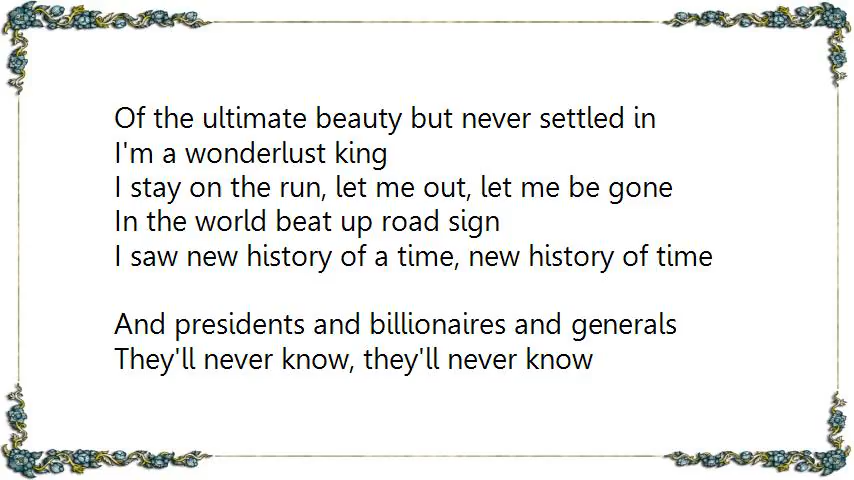 Of the ultimate beauty but never settled in
I'm a wonderlust king
I stay on the run, let me out, let me be gone
In the world beat up road sign
I saw new history of a time, new history of time
And presidents and billionaires and generals
They'll never know, they'll never know